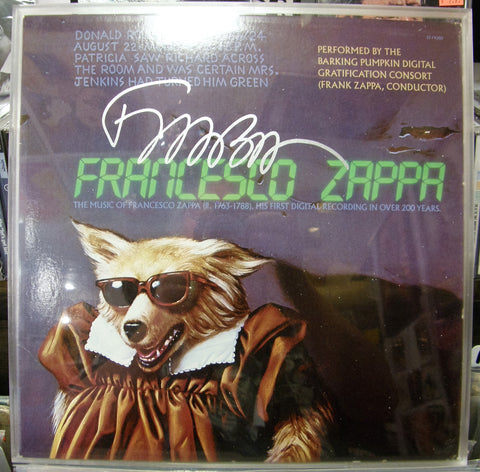 DONALD R
AUGUST 22 P.M.
PATRICIA SAW RICHARD ACROSS
THE ROOM AND WAS CERTAIN MRS.
JENKINS HAD TURNED HIM GREEN
PERFORMED BY THE
BARKING PUMPKIN DIGITAL
GRATIFICATION CONSORT
(FRANK ZAPPA, CONDUCTOR)
FRANCESCO ZAPPA
THE MUSIC OF FRANCESCO ZAPPA (fl. 1763-1788). HIS FIRST DIGITAL RECORDING IN OVER 200 YEARS.